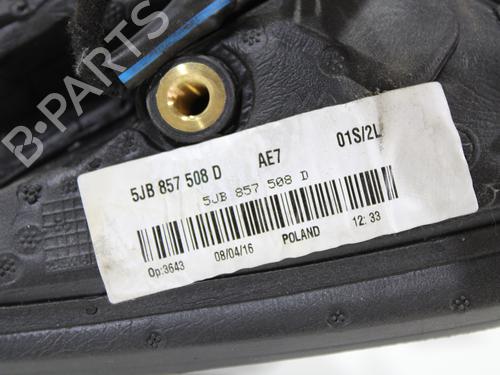 B-PARTS
5JB 857 508 D AE7 01S/2L
5JB 857 508 D
Op:3643 08/04/16 POLAND 12:33